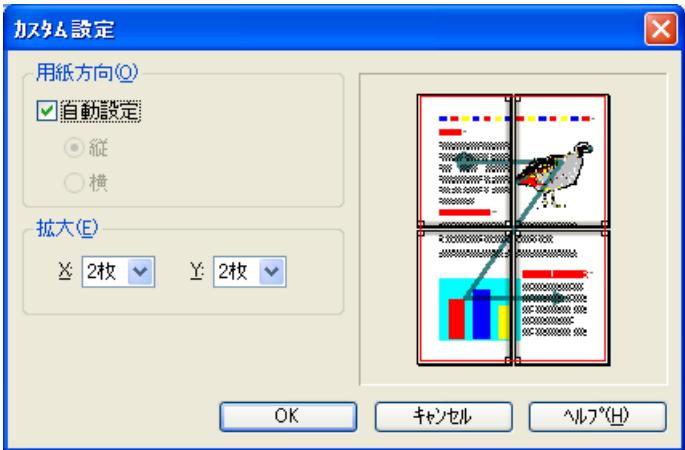 カスタム設定
用紙方向(O)
自動設定
縦
横
拡大(E)
X: 2枚 Y: 2枚
OK キャンセル ヘルプ(H)